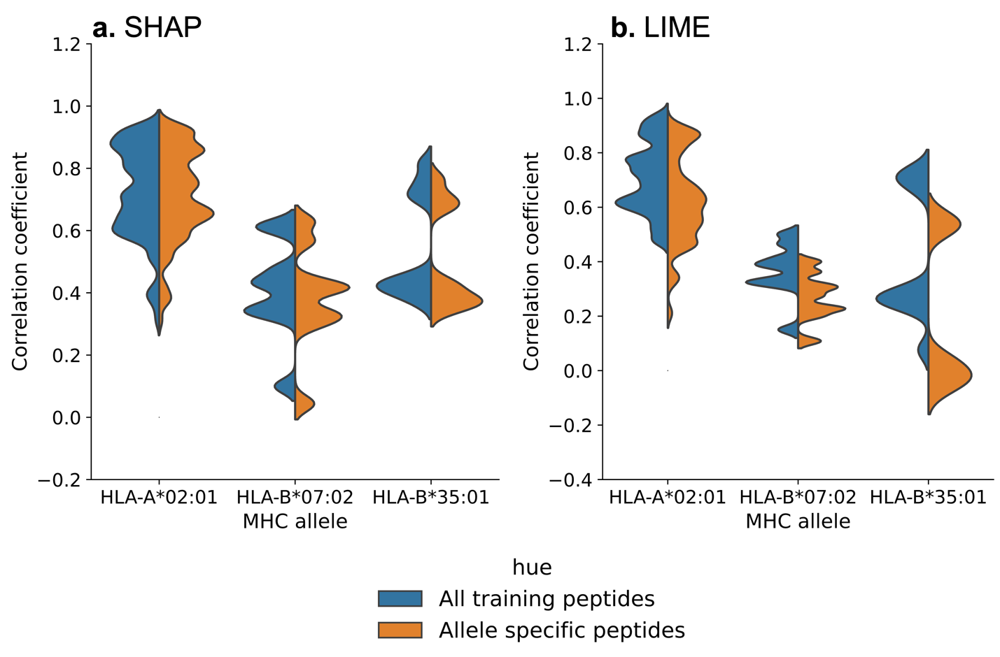 a. SHAP
1.2
1.0
0.8
0.6
0.4
0.2
0.0
−0.2
Correlation coefficient
HLA-A*02:01 HLA-B*07:02 HLA-B*35:01
MHC allele
b. LIME
1.2
1.0
0.8
0.6
0.4
0.2
0.0
−0.2
−0.4
Correlation coefficient
HLA-A*02:01 HLA-B*07:02 HLA-B*35:01
MHC allele
hue
All training peptides
Allele specific peptides